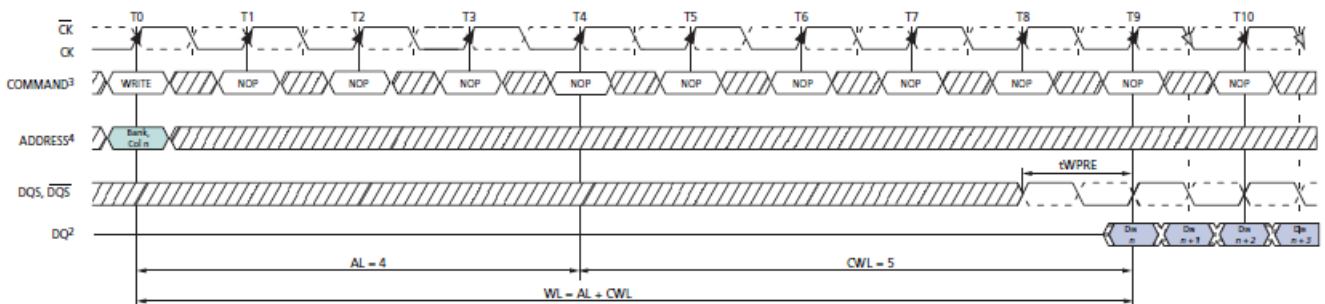 T0 T1 T2 T3 T4 T5 T6 T7 T8 T9 T10
CK
CK
COMMAND3 WRITE NOP NOP NOP NOP NOP NOP NOP NOP NOP NOP
ADDRESS4 Bank, Col n
tWPRE
DQS, DQS
DQ2 Din n Din n + 1 Din n + 2 Din n + 3
AL = 4 CWL = 5
WL = AL + CWL